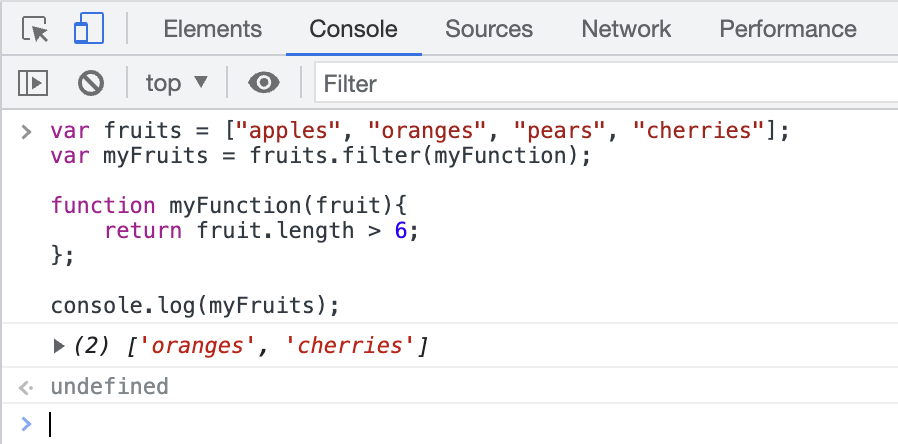 Elements Console Sources Network Performance
top ▼ Filter
> var fruits = ["apples", "oranges", "pears", "cherries"];
var myFruits = fruits.filter(myFunction);

function myFunction(fruit){
    return fruit.length > 6;
};

console.log(myFruits);
▶ (2) ['oranges', 'cherries']
undefined
>